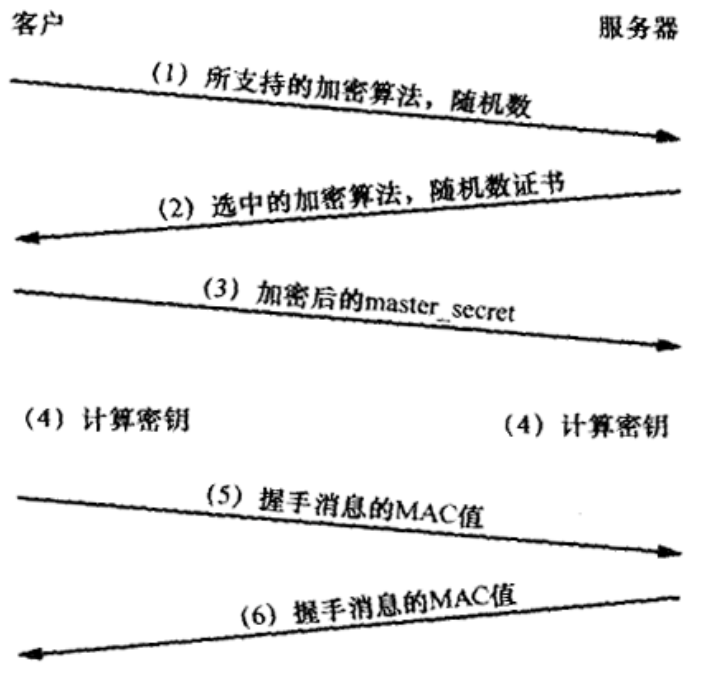 客户
服务器
(1) 所支持的加密算法，随机数
(2) 选中的加密算法，随机数证书
(3) 加密后的master_secret
(4) 计算密钥
(4) 计算密钥
(5) 握手消息的MAC值
(6) 握手消息的MAC值